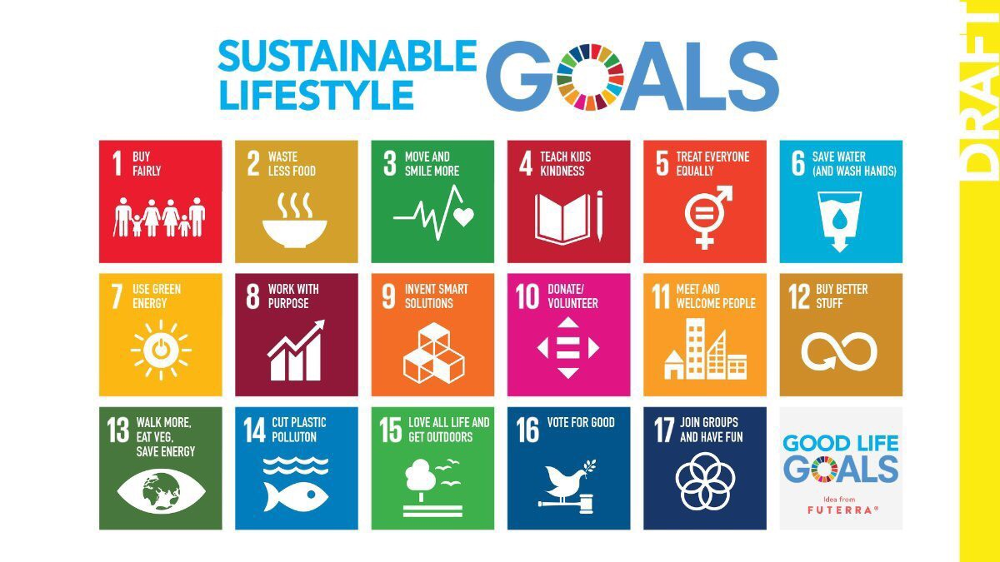 SUSTAINABLE
LIFESTYLE
GOALS
DRAFT
1 BUY
FAIRLY
2 WASTE
LESS FOOD
3 MOVE AND
SMILE MORE
4 TEACH KIDS
KINDNESS
5 TREAT EVERYONE
EQUALLY
6 SAVE WATER
(AND WASH HANDS)
7 USE GREEN
ENERGY
8 WORK WITH
PURPOSE
9 INVENT SMART
SOLUTIONS
10 DONATE/
VOLUNTEER
11 MEET AND
WELCOME PEOPLE
12 BUY BETTER
STUFF
13 WALK MORE,
EAT VEG,
SAVE ENERGY
14 CUT PLASTIC
POLLUTON
15 LOVE ALL LIFE AND
GET OUTDOORS
16 VOTE FOR GOOD
17 JOIN GROUPS
AND HAVE FUN
GOOD LIFE
GOALS
Idea from
FUTERRA®